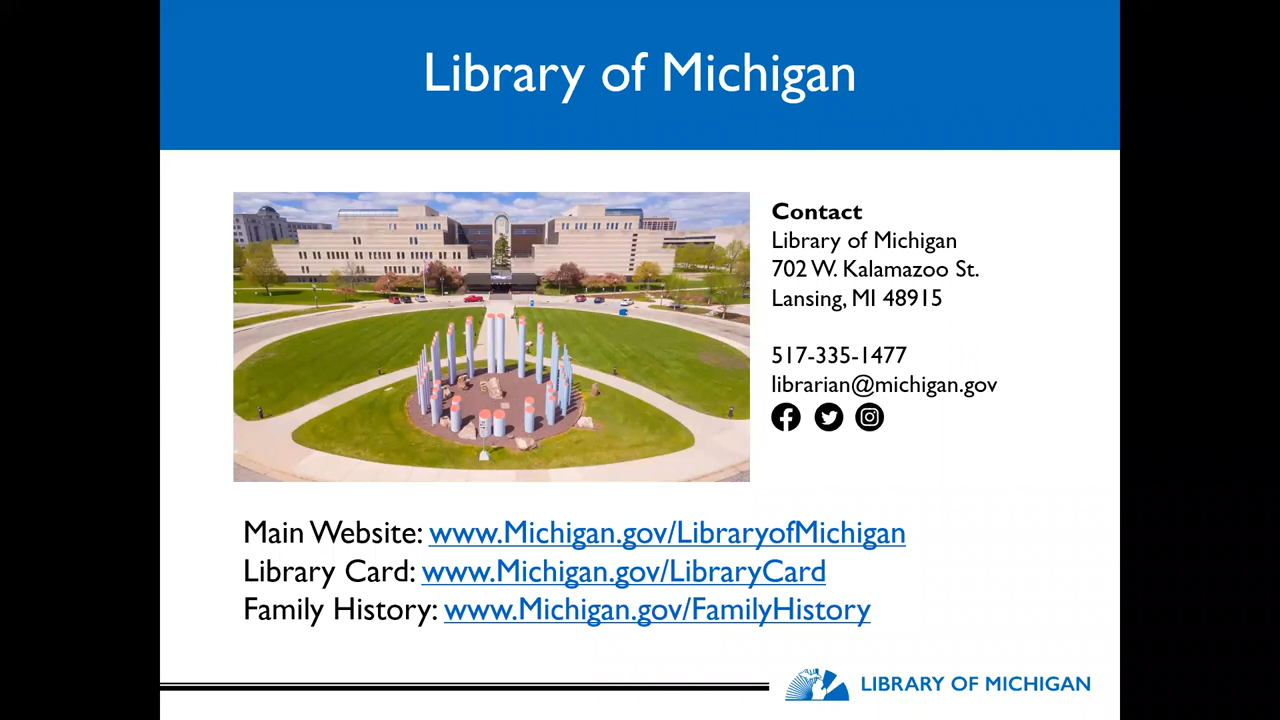 Library of Michigan
Contact
Library of Michigan
702 W. Kalamazoo St.
Lansing, MI 48915
517-335-1477
librarian@michigan.gov
Main Website: www.Michigan.gov/LibraryofMichigan
Library Card: www.Michigan.gov/LibraryCard
Family History: www.Michigan.gov/FamilyHistory
LIBRARY OF MICHIGAN